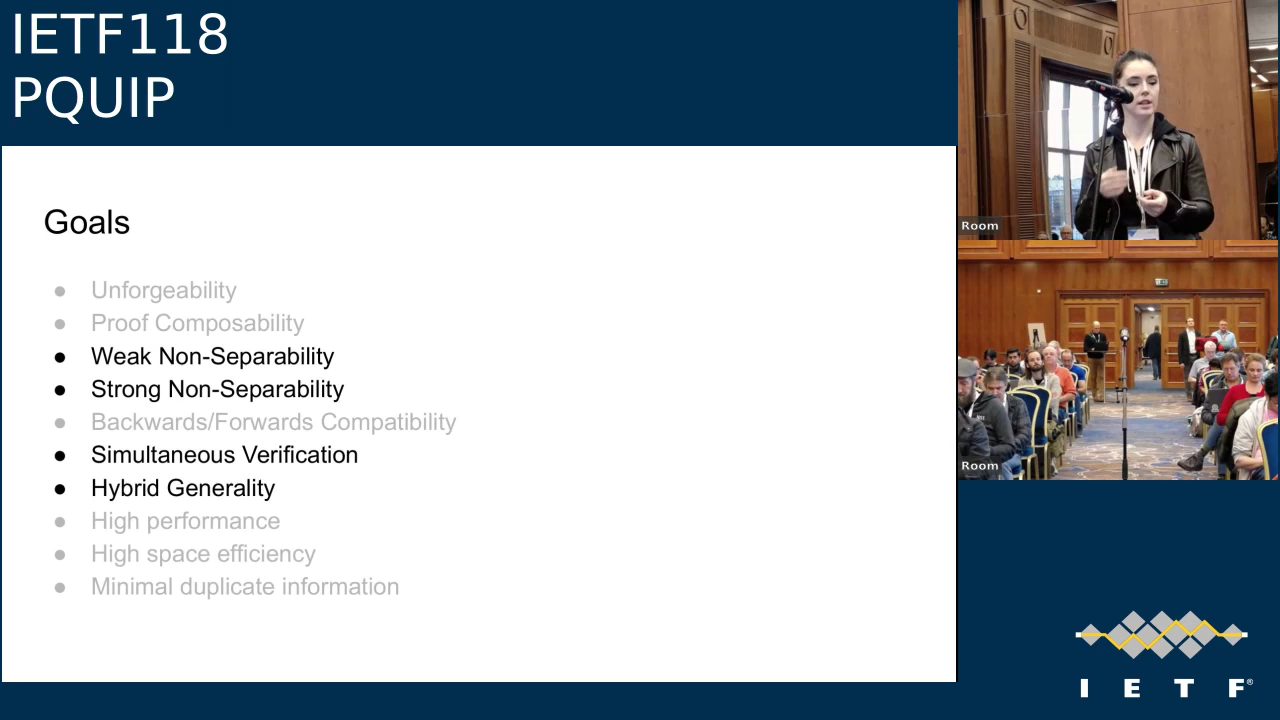 IETF118
PQUIP
Goals
● Unforgeability
● Proof Composability
● Weak Non-Separability
● Strong Non-Separability
● Backwards/Forwards Compatibility
● Simultaneous Verification
● Hybrid Generality
● High performance
● High space efficiency
● Minimal duplicate information
Room
Room
I E T F®